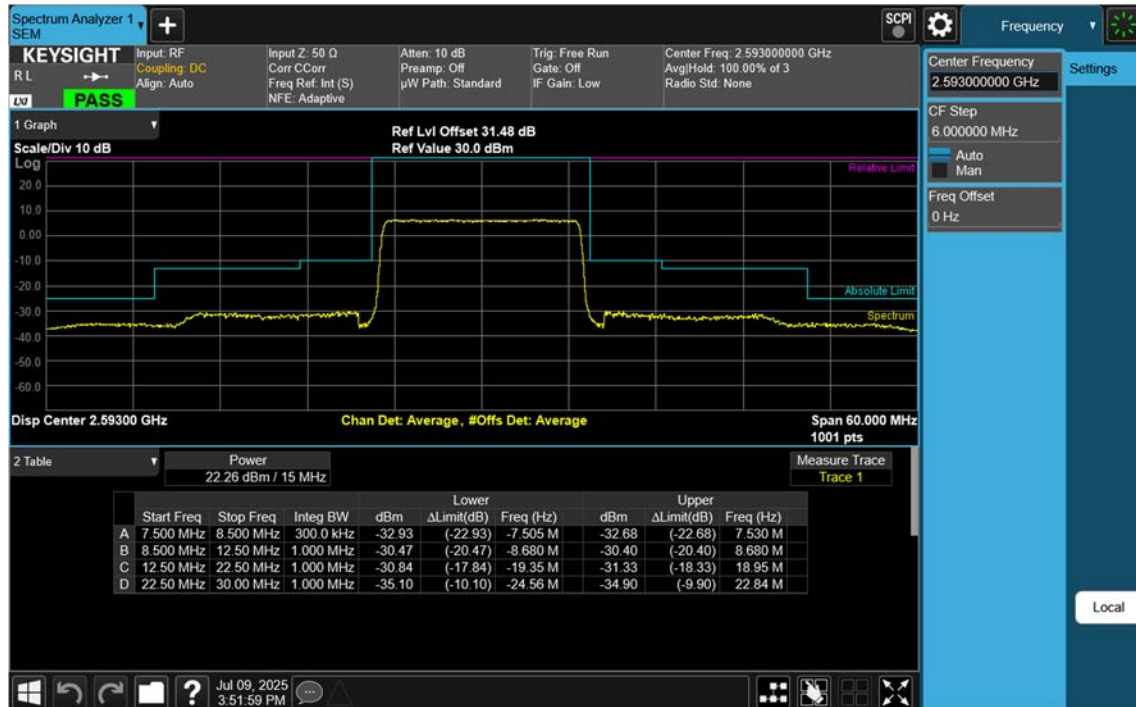 Spectrum Analyzer 1
SEM
SCPI
Frequency
KEYSIGHT
R L
LXI
PASS
Input: RF
Coupling: DC
Align: Auto
Input Z: 50 Ω
Corr CCorr
Freq Ref: Int (S)
NFE: Adaptive
Atten: 10 dB
Preamp: Off
µW Path: Standard
Trig: Free Run
Gate: Off
IF Gain: Low
Center Freq: 2.593000000 GHz
Avg|Hold: 100.00% of 3
Radio Std: None
Center Frequency
2.593000000 GHz
Settings
CF Step
6.000000 MHz
Auto
Man
Freq Offset
0 Hz
1 Graph
Scale/Div 10 dB
Ref Lvl Offset 31.48 dB
Ref Value 30.0 dBm
Log
20.0
10.0
0.00
-10.0
-20.0
-30.0
-40.0
-50.0
-60.0
Relative Limit
Absolute Limit
Spectrum
Disp Center 2.59300 GHz
Chan Det: Average, #Offs Det: Average
Span 60.000 MHz
1001 pts
2 Table
Power
22.26 dBm / 15 MHz
Measure Trace
Trace 1
Lower Upper
Start Freq Stop Freq Integ BW dBm ΔLimit(dB) Freq (Hz) dBm ΔLimit(dB) Freq (Hz)
A 7.500 MHz 8.500 MHz 300.0 kHz -32.93 (-22.93) -7.505 M -32.68 (-22.68) 7.530 M
B 8.500 MHz 12.50 MHz 1.000 MHz -30.47 (-20.47) -8.680 M -30.40 (-20.40) 8.680 M
C 12.50 MHz 22.50 MHz 1.000 MHz -30.84 (-17.84) -19.35 M -31.33 (-18.33) 18.95 M
D 22.50 MHz 30.00 MHz 1.000 MHz -35.10 (-10.10) -24.56 M -34.90 (-9.90) 22.84 M
Local
?
Jul 09, 2025
3:51:59 PM